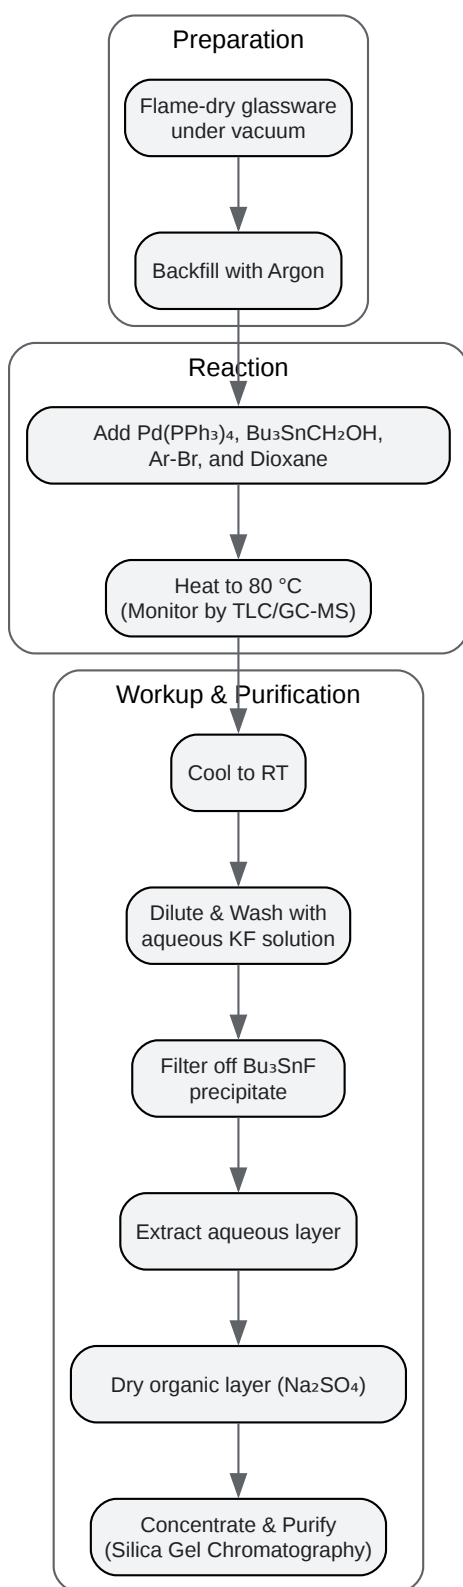 Preparation
Flame-dry glassware
under vacuum
Backfill with Argon
Reaction
Add Pd(PPh₃)₄, Bu₃SnCH₂OH,
Ar-Br, and Dioxane
Heat to 80 °C
(Monitor by TLC/GC-MS)
Workup & Purification
Cool to RT
Dilute & Wash with
aqueous KF solution
Filter off Bu₃SnF
precipitate
Extract aqueous layer
Dry organic layer (Na₂SO₄)
Concentrate & Purify
(Silica Gel Chromatography)